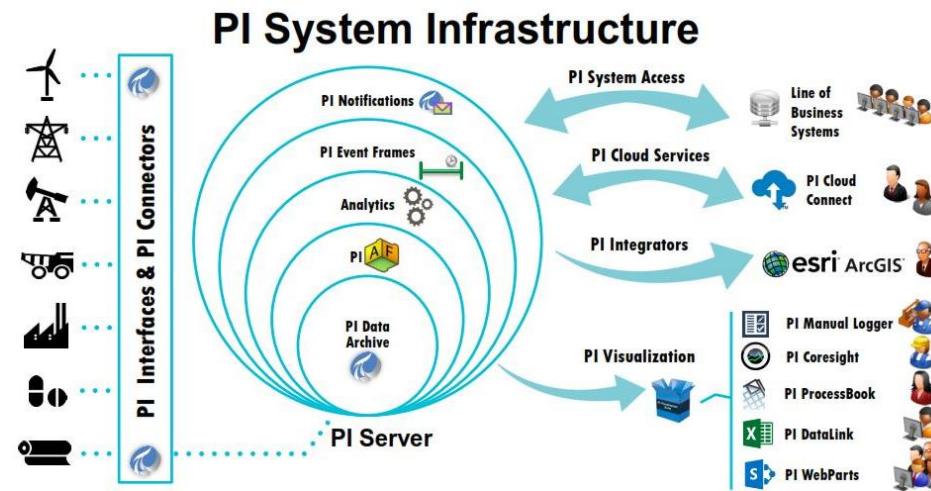 PI System Infrastructure
PI Interfaces & PI Connectors
PI Notifications
PI Event Frames
Analytics
PI AF
PI Data
Archive
PI Server
PI System Access
Line of
Business
Systems
PI Cloud Services
PI Cloud
Connect
PI Integrators
esri ArcGIS
PI Visualization
PI Manual Logger
PI Coresight
PI ProcessBook
PI DataLink
PI WebParts